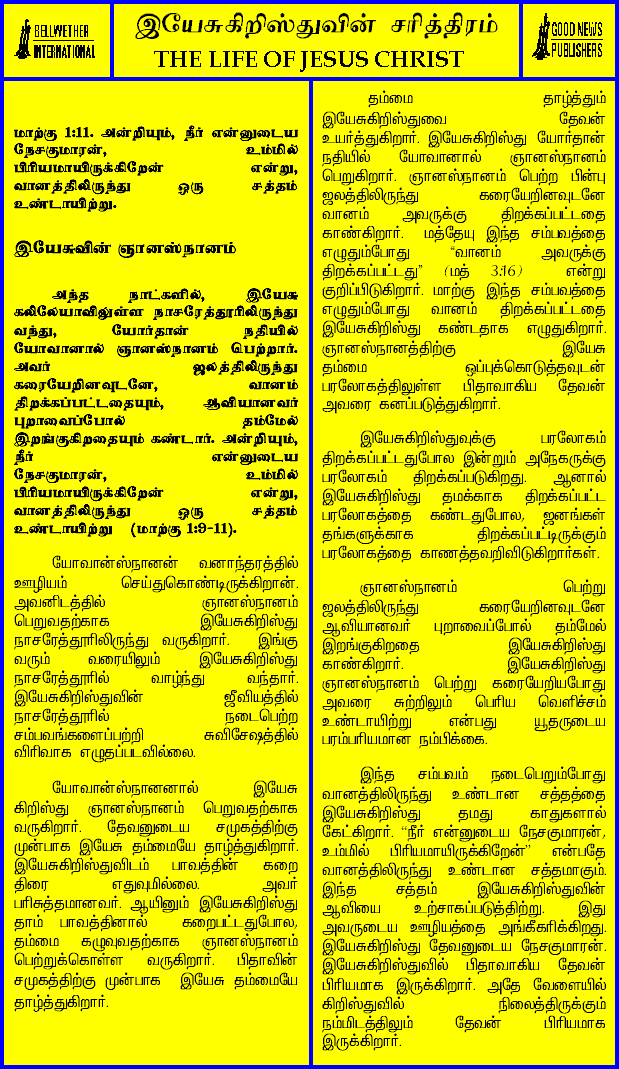 BELLWETHER
INTERNATIONAL
இயேசுகிறிஸ்துவின் சரித்திரம்
THE LIFE OF JESUS CHRIST
GOOD NEWS
PUBLISHERS
மாற்கு 1:11. அன்றியும், நீர் என்னுடைய
நேசகுமாரன், உம்மில்
பிரியமாயிருக்கிறேன் என்று,
வானத்திலிருந்து ஒரு சத்தம்
உண்டாயிற்று.
இயேசுவின் ஞானஸ்நானம்
அந்த நாட்களில், இயேசு
கலிலேயாவிலுள்ள நாசரேத்தூரிலிருந்து
வந்து, யோர்தான் நதியில்
யோவானால் ஞானஸ்நானம் பெற்றார்.
அவர் ஜலத்திலிருந்து
கரையேறினவுடனே, வானம்
திறக்கப்பட்டதையும், ஆவியானவர்
புறாவைப்போல் தம்மேல்
இறங்குகிறதையும் கண்டார். அன்றியும்,
நீர் என்னுடைய
நேசகுமாரன், உம்மில்
பிரியமாயிருக்கிறேன் என்று,
வானத்திலிருந்து ஒரு சத்தம்
உண்டாயிற்று (மாற்கு 1:9-11).
யோவான்ஸ்நானன் வனாந்தரத்தில்
ஊழியம் செய்துகொண்டிருக்கிறான்.
அவனிடத்தில் ஞானஸ்நானம்
பெறுவதற்காக இயேசுகிறிஸ்து
நாசரேத்தூரிலிருந்து வருகிறார். இங்கு
வரும் வரையிலும் இயேசுகிறிஸ்து
நாசரேத்தூரில் வாழ்ந்து வந்தார்.
இயேசுகிறிஸ்துவின் ஜீவியத்தில்
நாசரேத்தூரில் நடைபெற்ற
சம்பவங்களைப்பற்றி சுவிசேஷத்தில்
விரிவாக எழுதப்படவில்லை.
யோவான்ஸ்நானனால் இயேசு
கிறிஸ்து ஞானஸ்நானம் பெறுவதற்காக
வருகிறார். தேவனுடைய சமுகத்திற்கு
முன்பாக இயேசு தம்மையே தாழ்த்துகிறார்.
இயேசுகிறிஸ்துவிடம் பாவத்தின் கறை
திரை எதுவுமில்லை. அவர்
பரிசுத்தமானவர். ஆயினும் இயேசுகிறிஸ்து
தாம் பாவத்தினால் கறைபட்டதுபோல,
தம்மை கழுவுவதற்காக ஞானஸ்நானம்
பெற்றுக்கொள்ள வருகிறார். பிதாவின்
சமுகத்திற்கு முன்பாக இயேசு தம்மையே
தாழ்த்துகிறார்.
தம்மை தாழ்த்தும்
இயேசுகிறிஸ்துவை தேவன்
உயர்த்துகிறார். இயேசுகிறிஸ்து யோர்தான்
நதியில் யோவானால் ஞானஸ்நானம்
பெறுகிறார். ஞானஸ்நானம் பெற்ற பின்பு
ஜலத்திலிருந்து கரையேறினவுடனே
வானம் அவருக்கு திறக்கப்பட்டதை
காண்கிறார். மத்தேயு இந்த சம்பவத்தை
எழுதும்போது “வானம் அவருக்கு
திறக்கப்பட்டது” (மத் 3:16) என்று
குறிப்பிடுகிறார். மாற்கு இந்த சம்பவத்தை
எழுதும்போது வானம் திறக்கப்பட்டதை
இயேசுகிறிஸ்து கண்டதாக எழுதுகிறார்.
ஞானஸ்நானத்திற்கு இயேசு
தம்மை ஒப்புக்கொடுத்தவுடன்
பரலோகத்திலுள்ள பிதாவாகிய தேவன்
அவரை கனப்படுத்துகிறார்.
இயேசுகிறிஸ்துவுக்கு பரலோகம்
திறக்கப்பட்டதுபோல இன்றும் அநேகருக்கு
பரலோகம் திறக்கப்படுகிறது. ஆனால்
இயேசுகிறிஸ்து தமக்காக திறக்கப்பட்ட
பரலோகத்தை கண்டதுபோல, ஜனங்கள்
தங்களுக்காக திறக்கப்பட்டிருக்கும்
பரலோகத்தை காணத்தவறிவிடுகிறார்கள்.
ஞானஸ்நானம் பெற்று
ஜலத்திலிருந்து கரையேறினவுடனே
ஆவியானவர் புறாவைப்போல் தம்மேல்
இறங்குகிறதை இயேசுகிறிஸ்து
காண்கிறார். இயேசுகிறிஸ்து
ஞானஸ்நானம் பெற்று கரையேறியபோது
அவரை சுற்றிலும் பெரிய வெளிச்சம்
உண்டாயிற்று என்பது யூதருடைய
பரம்பரியமான நம்பிக்கை.
இந்த சம்பவம் நடைபெறும்போது
வானத்திலிருந்து உண்டான சத்தத்தை
இயேசுகிறிஸ்து தமது காதுகளால்
கேட்கிறார். “நீர் என்னுடைய நேசகுமாரன்,
உம்மில் பிரியமாயிருக்கிறேன்” என்பதே
வானத்திலிருந்து உண்டான சத்தமாகும்.
இந்த சத்தம் இயேசுகிறிஸ்துவின்
ஆவியை உற்சாகப்படுத்திற்று. இது
அவருடைய ஊழியத்தை அங்கீகரிக்கிறது.
இயேசுகிறிஸ்து தேவனுடைய நேசகுமாரன்.
இயேசுகிறிஸ்துவில் பிதாவாகிய தேவன்
பிரியமாக இருக்கிறார். அதே வேளையில்
கிறிஸ்துவில் நிலைத்திருக்கும்
நம்மிடத்திலும் தேவன் பிரியமாக
இருக்கிறார்.